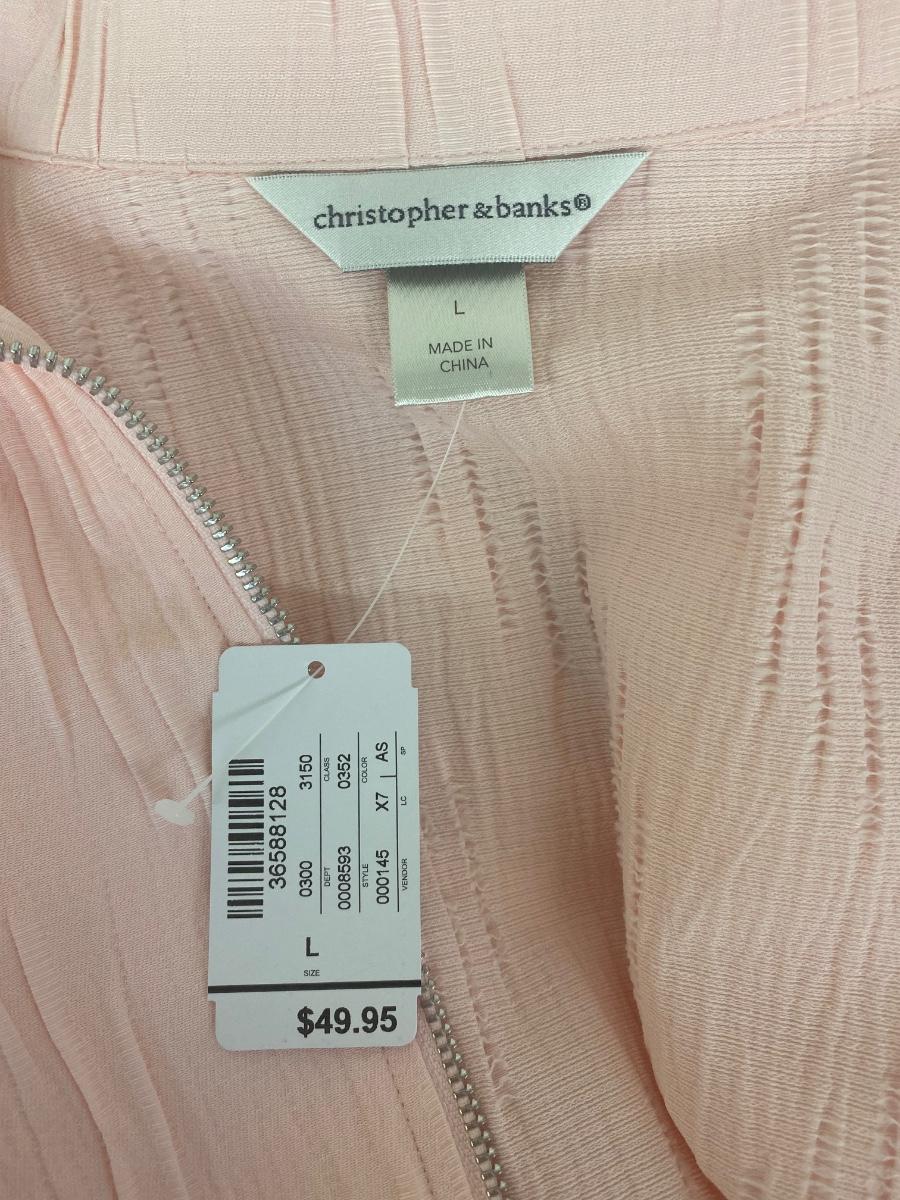 christopher & banks®
L
MADE IN
CHINA
36588128
0300 3150
DEPT CLASS
0008593 0352
STYLE COLOR
000145 X7 AS
VENDOR LC SP
L
SIZE
$49.95